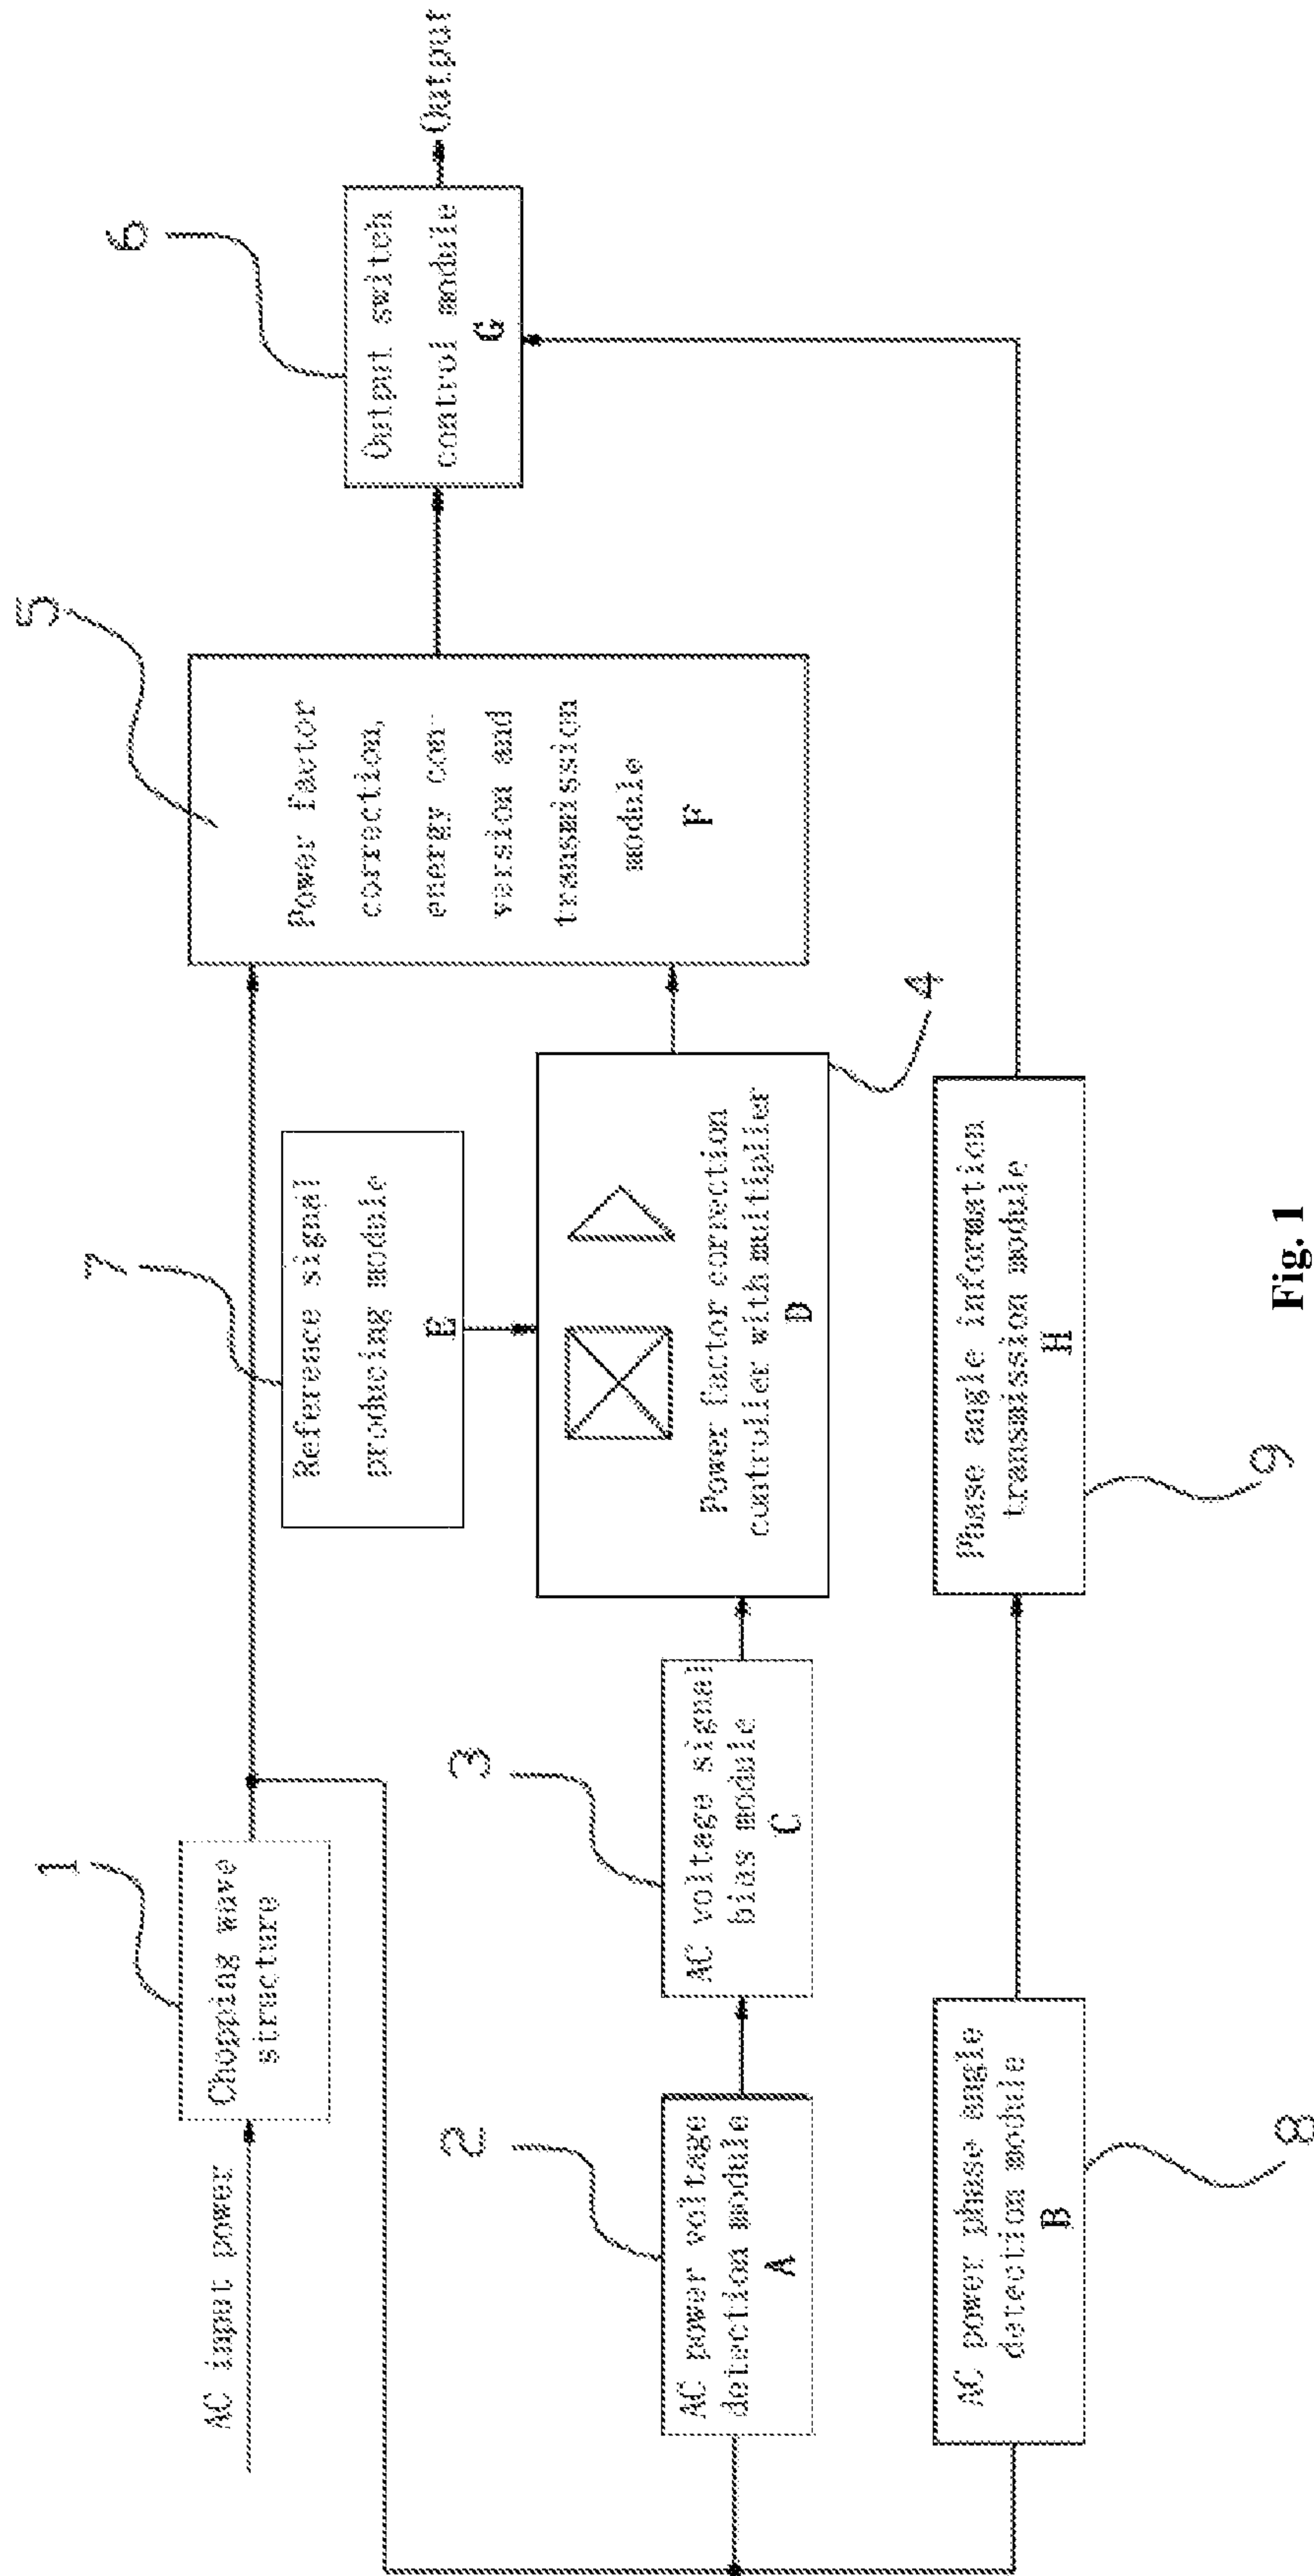 1
Chopping wave
structure
AC input power
5
Power factor
correction,
energy con-
version and
transmission
module
F
6
Output switch
control module
G
Output
7
Reference signal
producing module
E
2
AC power voltage
detection module
A
3
AC voltage signal
bias module
C
Power factor correction
controller with multiplier
D
4
AC power phase angle
detection module
B
8
Phase angle information
transmission module
H
9
Fig. 1